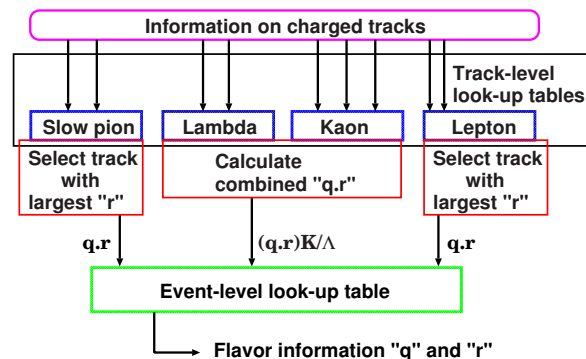 Information on charged tracks
Track-level
look-up tables
Slow pion Lambda Kaon Lepton
Select track
with
largest "r"
Calculate
combined "q.r"
Select track
with
largest "r"
q.r (q.r)K/Λ q.r
Event-level look-up table
Flavor information "q" and "r"